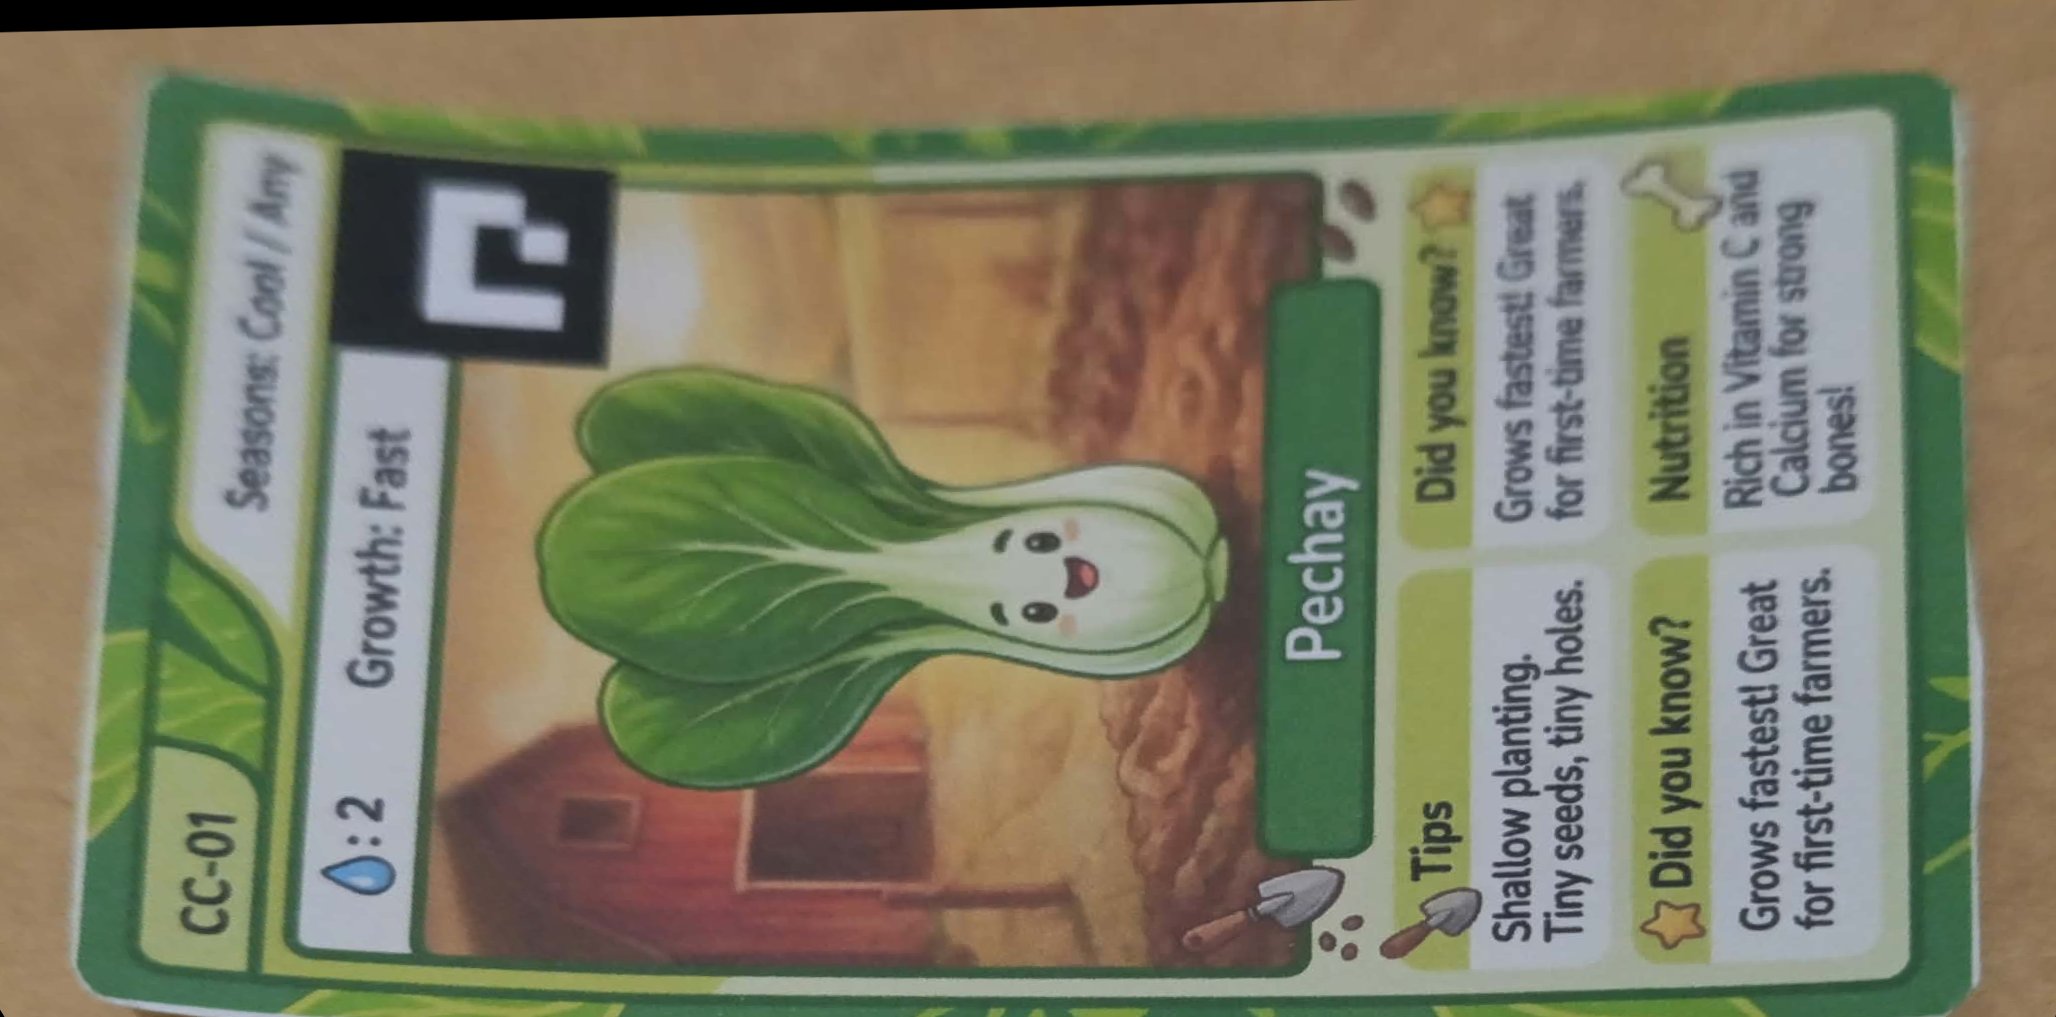 CC-01
Seasons: Cool / Any
: 2
Growth: Fast
Pechay
Tips
Shallow planting.
Tiny seeds, tiny holes.
Did you know?
Grows fastest! Great
for first-time farmers.
Did you know?
Grows fastest! Great
for first-time farmers.
Nutrition
Rich in Vitamin C and
Calcium for strong
bones!